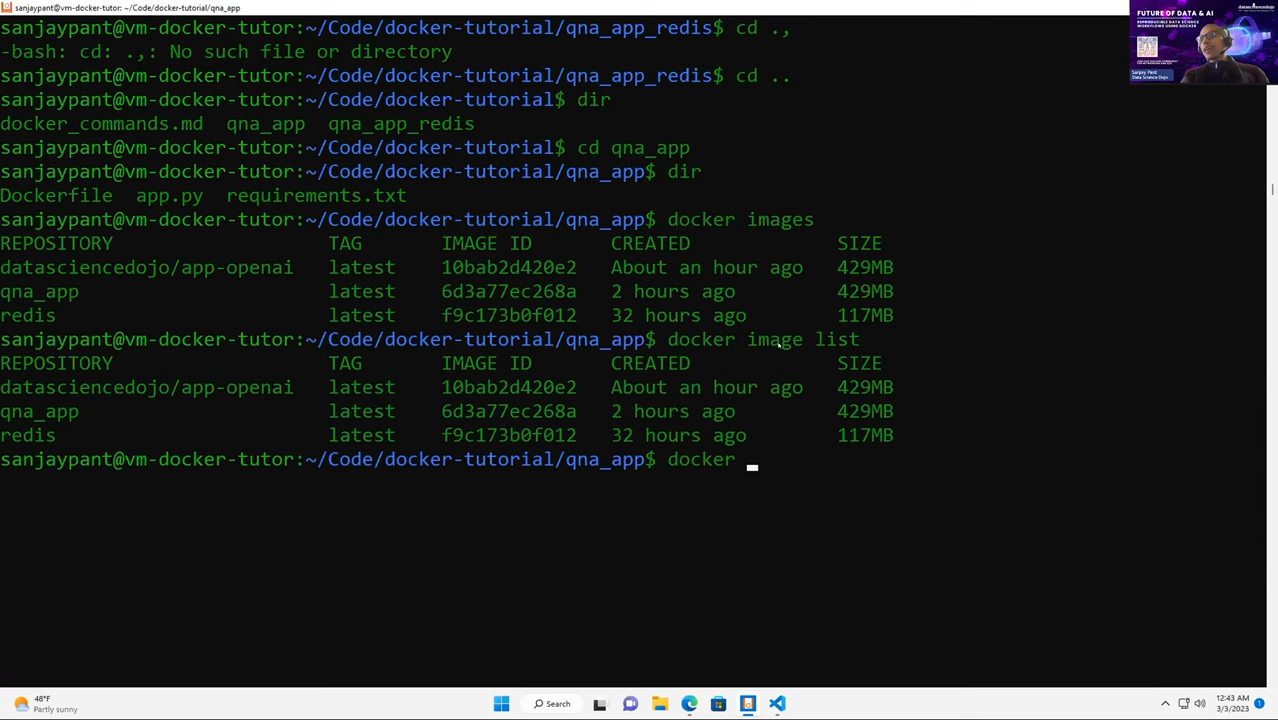 sanjaypant@vm-docker-tutor: ~/Code/docker-tutorial/qna_app
sanjaypant@vm-docker-tutor:~/Code/docker-tutorial/qna_app_redis$ cd .,
-bash: cd: .,: No such file or directory
sanjaypant@vm-docker-tutor:~/Code/docker-tutorial/qna_app_redis$ cd ..
sanjaypant@vm-docker-tutor:~/Code/docker-tutorial$ dir
docker_commands.md qna_app qna_app_redis
sanjaypant@vm-docker-tutor:~/Code/docker-tutorial$ cd qna_app
sanjaypant@vm-docker-tutor:~/Code/docker-tutorial/qna_app$ dir
Dockerfile app.py requirements.txt
sanjaypant@vm-docker-tutor:~/Code/docker-tutorial/qna_app$ docker images
REPOSITORY TAG IMAGE ID CREATED SIZE
datasciencedojo/app-openai latest 10bab2d420e2 About an hour ago 429MB
qna_app latest 6d3a77ec268a 2 hours ago 429MB
redis latest f9c173b0f012 32 hours ago 117MB
sanjaypant@vm-docker-tutor:~/Code/docker-tutorial/qna_app$ docker image list
REPOSITORY TAG IMAGE ID CREATED SIZE
datasciencedojo/app-openai latest 10bab2d420e2 About an hour ago 429MB
qna_app latest 6d3a77ec268a 2 hours ago 429MB
redis latest f9c173b0f012 32 hours ago 117MB
sanjaypant@vm-docker-tutor:~/Code/docker-tutorial/qna_app$ docker
datasciencedojo
FUTURE OF DATA & AI
REPRODUCIBLE DATA SCIENCE
WORKFLOWS USING DOCKER
Sanjay Pant
Data Science Dojo
48°F
Partly sunny
Search
12:43 AM
3/3/2023
1